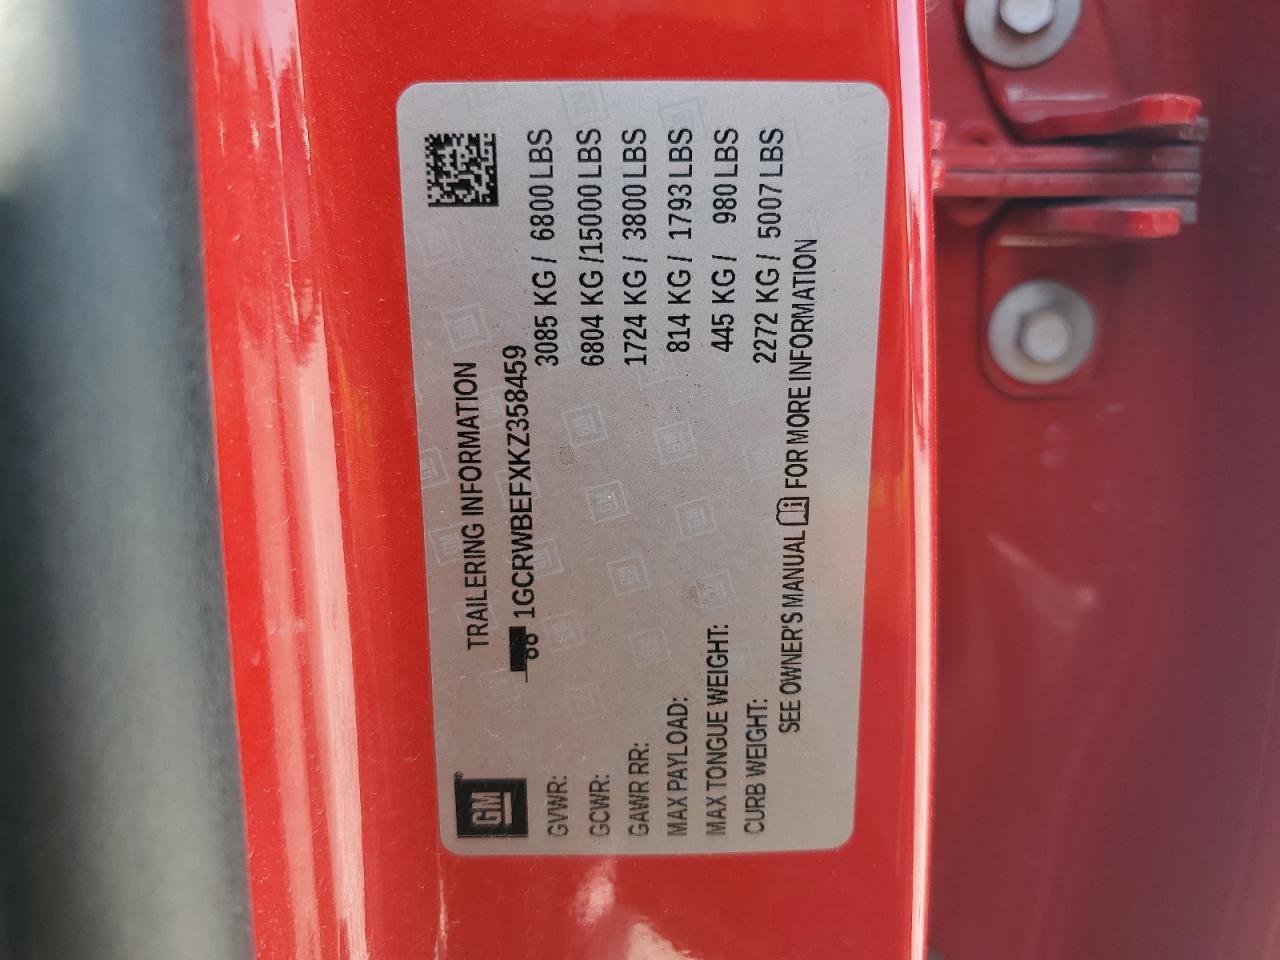 TRAILERING INFORMATION
1GCRWBEFXKZ358459
GM
GVWR: 3085 KG / 6800 LBS
GCWR: 6804 KG /15000 LBS
GAWR RR: 1724 KG / 3800 LBS
MAX PAYLOAD: 814 KG / 1793 LBS
MAX TONGUE WEIGHT: 445 KG / 980 LBS
CURB WEIGHT: 2272 KG / 5007 LBS
SEE OWNER'S MANUAL FOR MORE INFORMATION